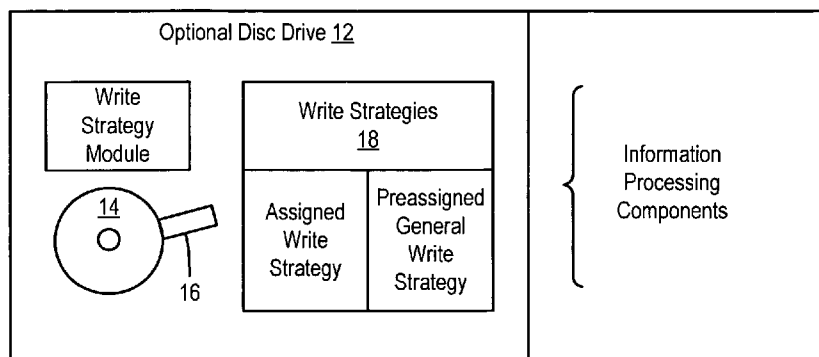 Optional Disc Drive 12
Write
Strategy
Module
Write Strategies
18
14
16
Assigned
Write
Strategy
Preassigned
General
Write
Strategy
Information
Processing
Components